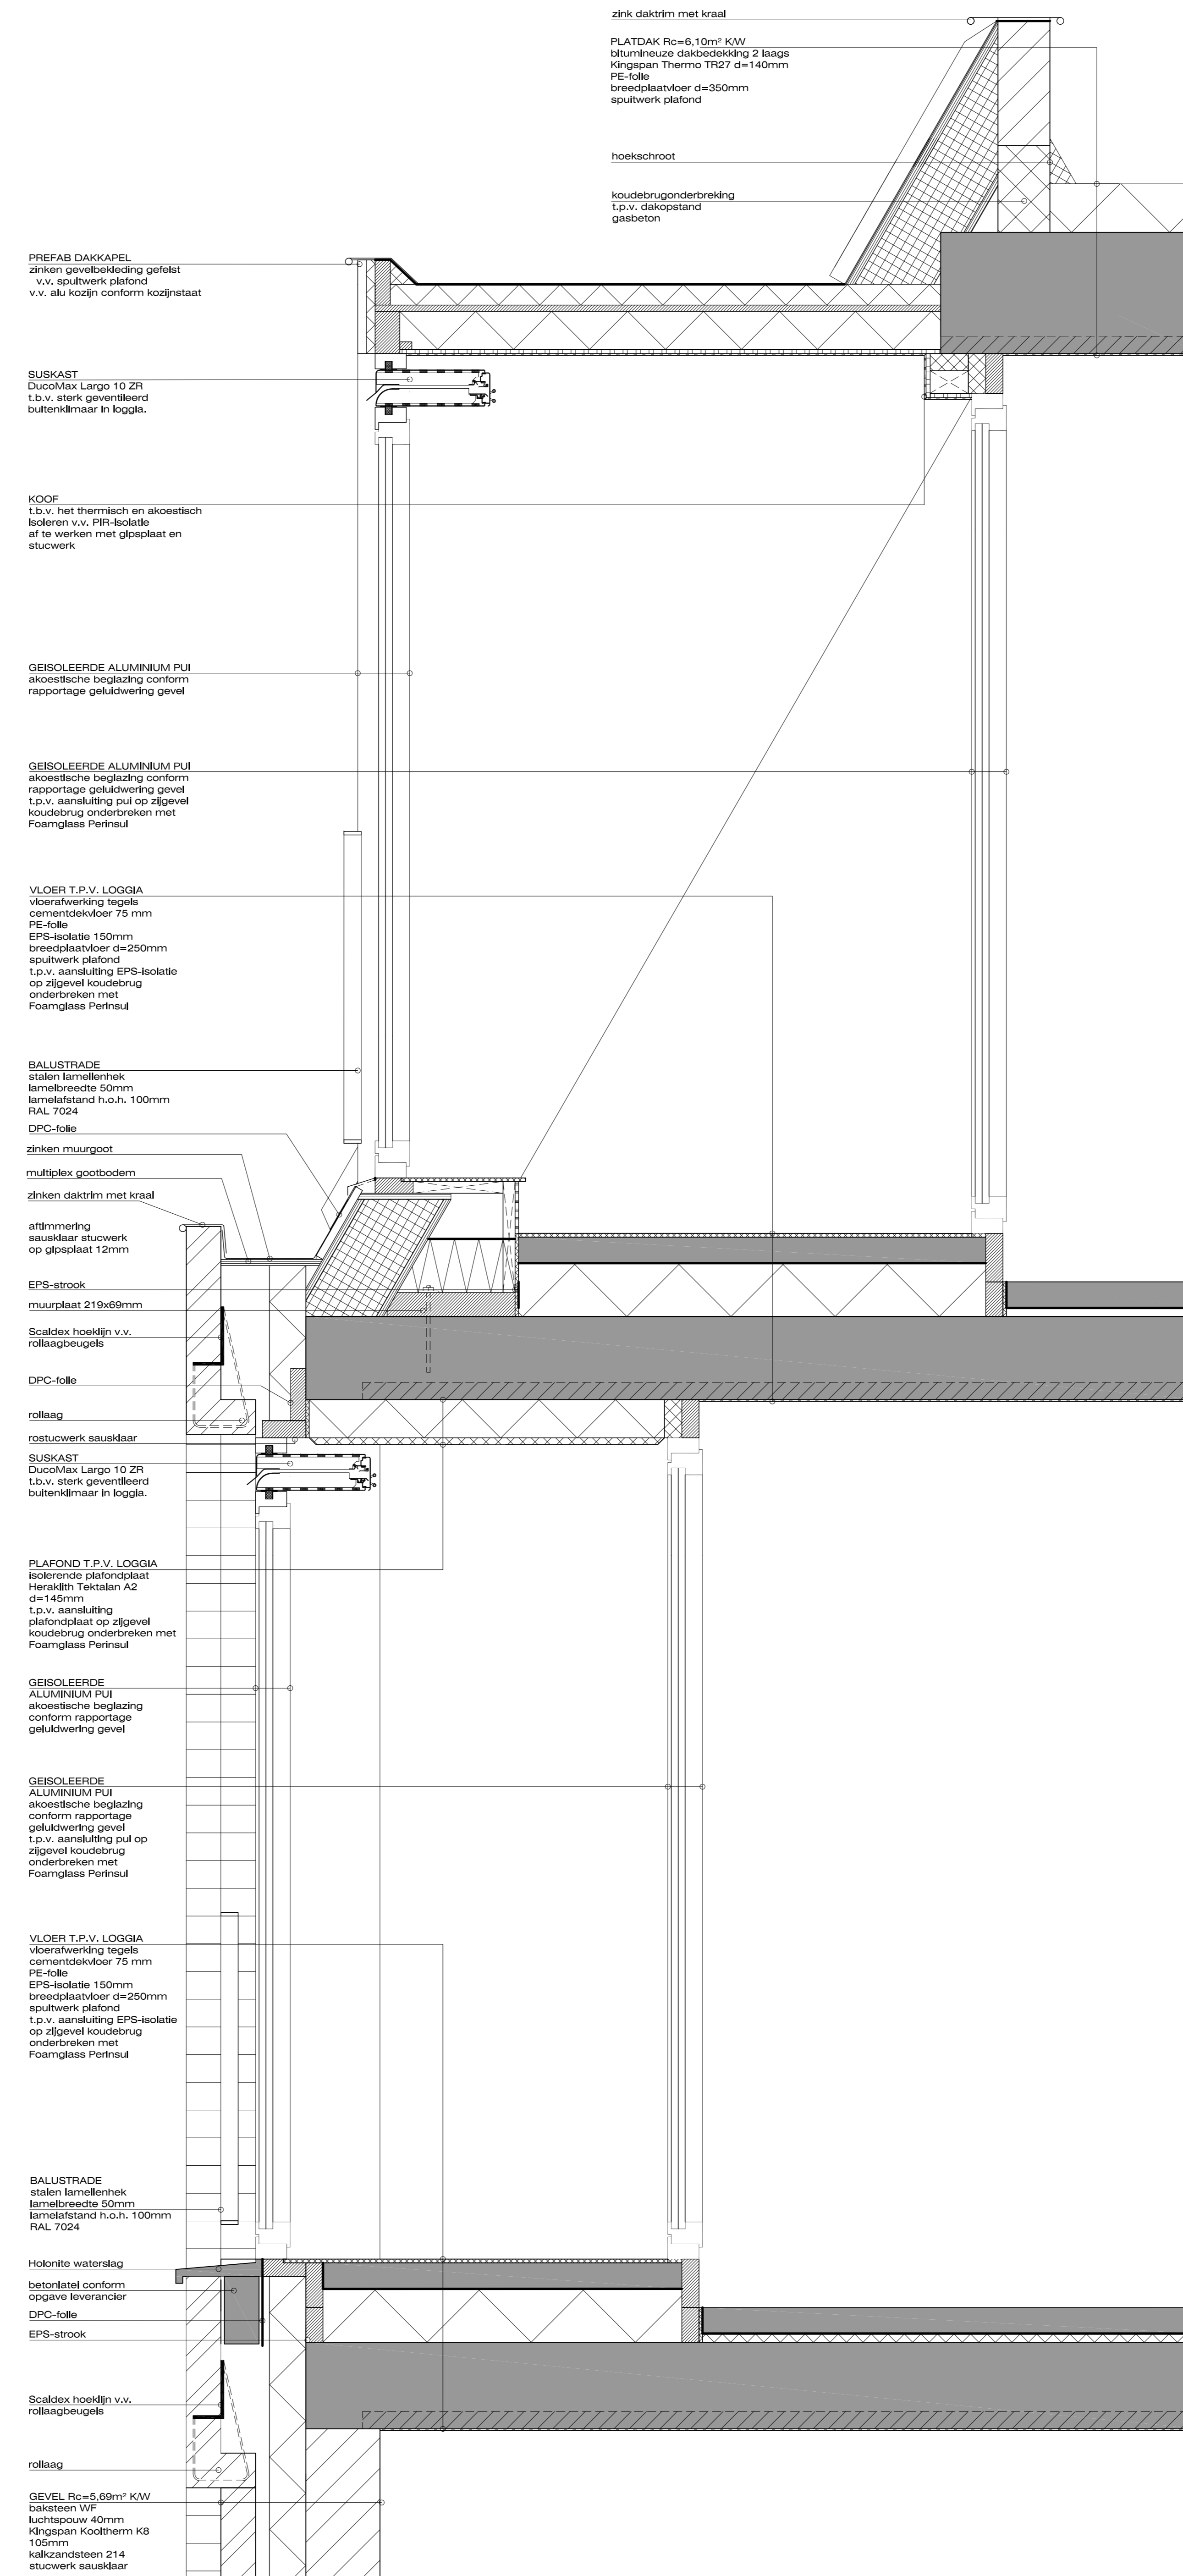 zink daktrim met kraal
PLATDAK Rc=6,10m² K/W
bitumineuze dakbedekking 2 laags
Kingspan Thermo TR27 d=140mm
PE-folie
breedplaatvloer d=350mm
spuitwerk plafond
hoekschroot
koudebrugonderbreking
t.p.v. dakopstand
gasbeton
PREFAB DAKKAPEL
zinken gevelbekleding gefelst
v.v. spuitwerk plafond
v.v. alu kozijn conform kozijnstaat
SUSKAST
DucoMax Largo 10 ZR
t.b.v. sterk geventileerd
buitenklimaar in loggia.
KOOF
t.b.v. het thermisch en akoestisch
isoleren v.v. PIR-isolatie
af te werken met gipsplaat en
stucwerk
GEISOLEERDE ALUMINIUM PUI
akoestische beglazing conform
rapportage geluidwering gevel
GEISOLEERDE ALUMINIUM PUI
akoestische beglazing conform
rapportage geluidwering gevel
t.p.v. aansluiting pui op zijgevel
koudebrug onderbreken met
Foamglass Perinsul
VLOER T.P.V. LOGGIA
vloerafwerking tegels
cementdekvloer 75 mm
PE-folie
EPS-isolatie 150mm
breedplaatvloer d=250mm
spuitwerk plafond
t.p.v. aansluiting EPS-isolatie
op zijgevel koudebrug
onderbreken met
Foamglass Perinsul
BALUSTRADE
stalen lamellenhek
lamelbreedte 50mm
lamelafstand h.o.h. 100mm
RAL 7024
DPC-folie
zinken muurgoot
multiplex gootbodem
zinken daktrim met kraal
aftimmering
sausklaar stucwerk
op gipsplaat 12mm
EPS-strook
muurplaat 219x69mm
Scaldex hoeklijn v.v.
rollaagbeugels
DPC-folie
rollaag
rostucwerk sausklaar
SUSKAST
DucoMax Largo 10 ZR
t.b.v. sterk geventileerd
buitenklimaar in loggia.
PLAFOND T.P.V. LOGGIA
isolerende plafondplaat
Heraklith Tektalan A2
d=145mm
t.p.v. aansluiting
plafondplaat op zijgevel
koudebrug onderbreken met
Foamglass Perinsul
GEISOLEERDE
ALUMINIUM PUI
akoestische beglazing
conform rapportage
geluidwering gevel
GEISOLEERDE
ALUMINIUM PUI
akoestische beglazing
conform rapportage
geluidwering gevel
t.p.v. aansluiting pui op
zijgevel koudebrug
onderbreken met
Foamglass Perinsul
VLOER T.P.V. LOGGIA
vloerafwerking tegels
cementdekvloer 75 mm
PE-folie
EPS-isolatie 150mm
breedplaatvloer d=250mm
spuitwerk plafond
t.p.v. aansluiting EPS-isolatie
op zijgevel koudebrug
onderbreken met
Foamglass Perinsul
BALUSTRADE
stalen lamellenhek
lamelbreedte 50mm
lamelafstand h.o.h. 100mm
RAL 7024
Holonite waterslag
betonlatei conform
opgave leverancier
DPC-folie
EPS-strook
Scaldex hoeklijn v.v.
rollaagbeugels
rollaag
GEVEL Rc=5,69m² K/W
baksteen WF
luchtspouw 40mm
Kingspan Kooltherm K8
105mm
kalkzandsteen 214
stucwerk sausklaar